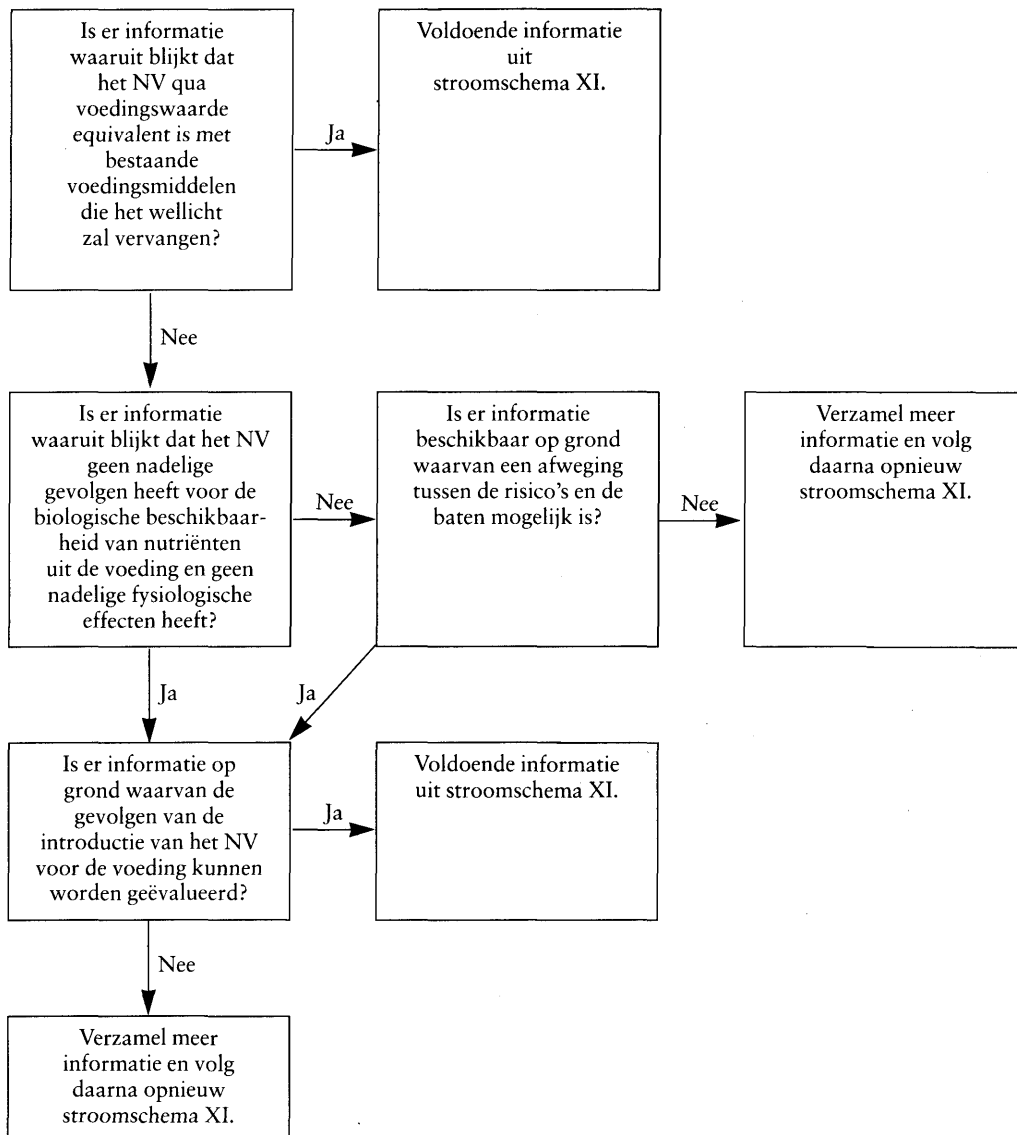 Is er informatie
waaruit blijkt dat
het NV qua
voedingswaarde
equivalent is met
bestaande
voedingsmiddelen
die het wellicht
zal vervangen?
Ja
Voldoende informatie
uit
stroomschema XI.
Nee
Is er informatie
waaruit blijkt dat het NV
geen nadelige
gevolgen heeft voor de
biologische beschikbaar-
heid van nutriënten
uit de voeding en geen
nadelige fysiologische
effecten heeft?
Nee
Is er informatie
beschikbaar op grond
waarvan een afweging
tussen de risico's en de
baten mogelijk is?
Nee
Verzamel meer
informatie en volg
daarna opnieuw
stroomschema XI.
Ja
Ja
Is er informatie op
grond waarvan de
gevolgen van de
introductie van het NV
voor de voeding kunnen
worden geëvalueerd?
Ja
Voldoende informatie
uit stroomschema XI.
Nee
Verzamel meer
informatie en volg
daarna opnieuw
stroomschema XI.